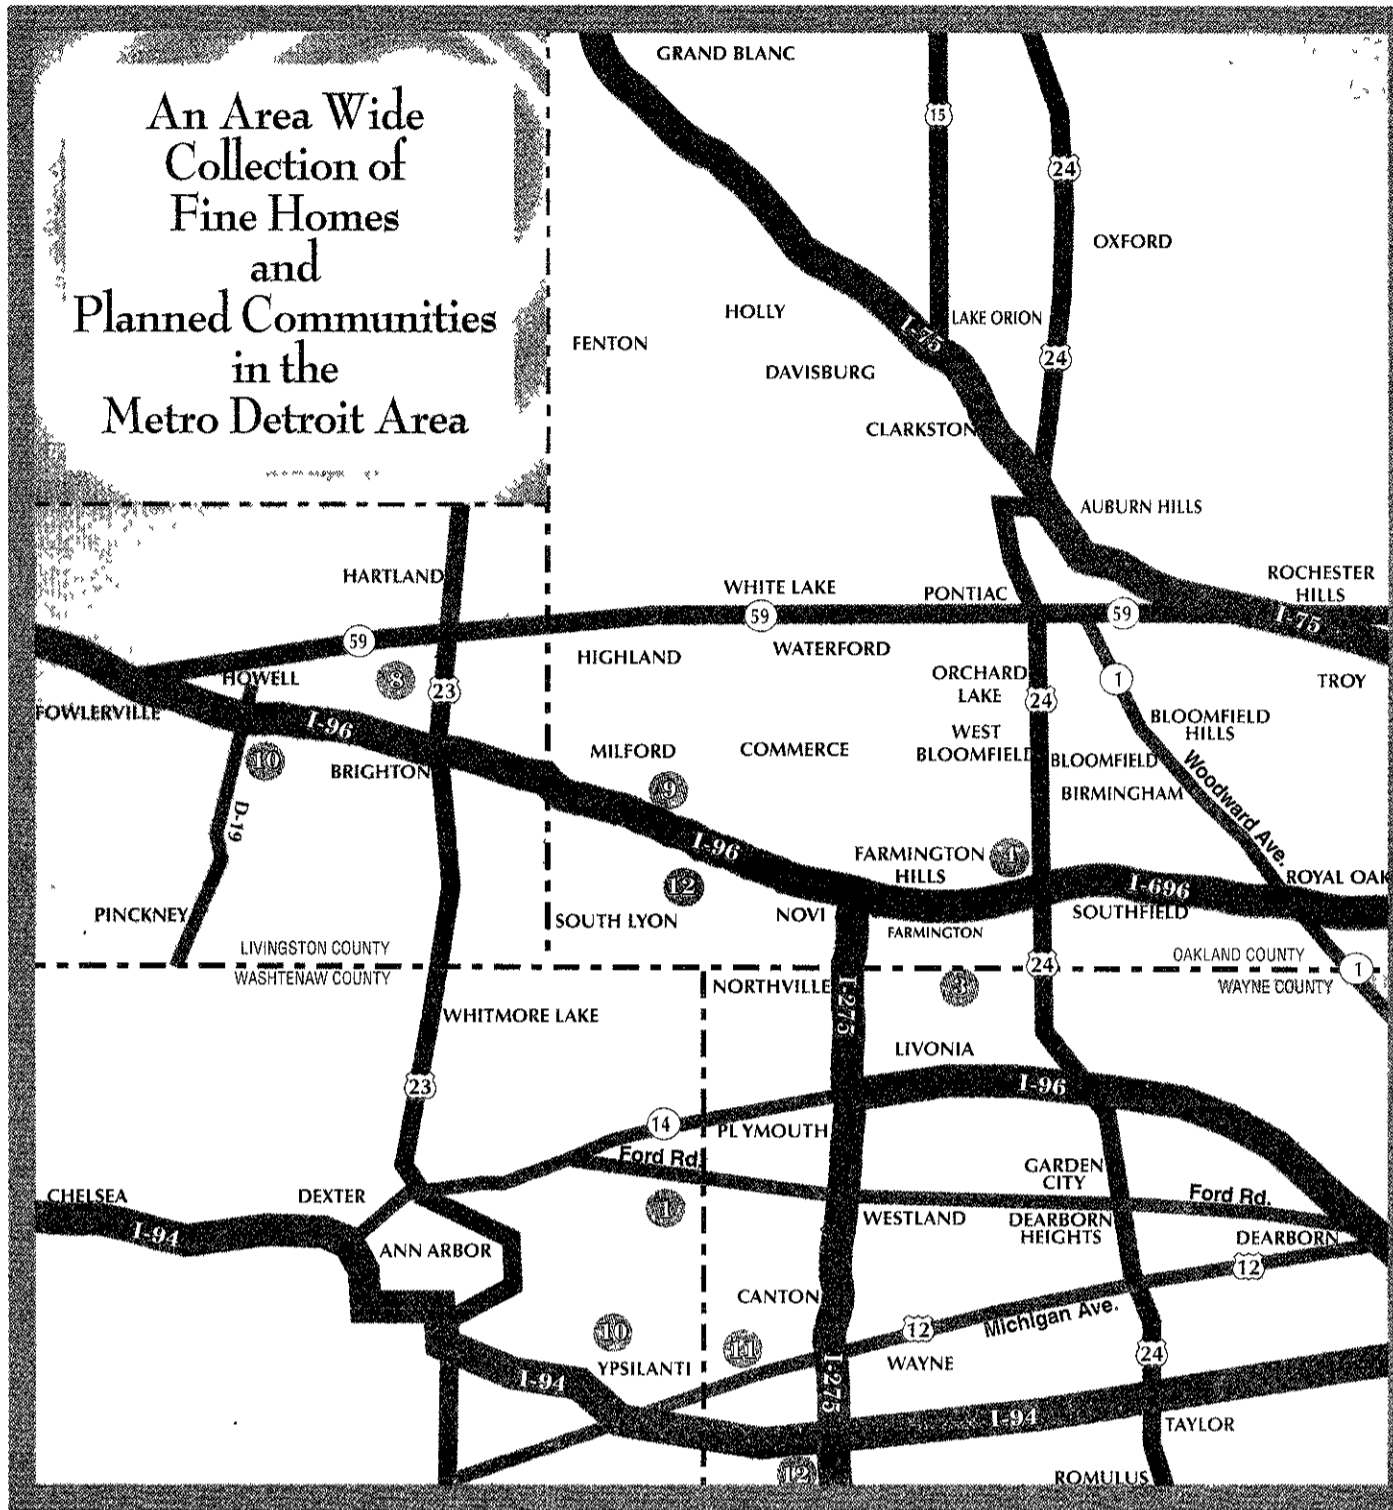 An Area Wide
Collection of
Fine Homes
and
Planned Communities
in the
Metro Detroit Area
GRAND BLANC
15
24
OXFORD
HOLLY
LAKE ORION
I-75
FENTON
24
DAVISBURG
CLARKSTON
AUBURN HILLS
HARTLAND
ROCHESTER
HILLS
WHITE LAKE
PONTIAC
59
59
59
I-75
HIGHLAND
WATERFORD
HOWELL
8
23
ORCHARD
LAKE
24
1
TROY
FOWLERVILLE
I-96
BLOOMFIELD
HILLS
WEST
BLOOMFIELD
MILFORD
COMMERCE
BLOOMFIELD
10
BRIGHTON
9
BIRMINGHAM
Woodward Ave.
D-19
I-96
FARMINGTON
HILLS
4
ROYAL OAK
12
I-696
PINCKNEY
SOUTH LYON
NOVI
SOUTHFIELD
FARMINGTON
LIVINGSTON COUNTY
OAKLAND COUNTY
24
1
WASHTENAW COUNTY
NORTHVILLE
3
WAYNE COUNTY
I-275
WHITMORE LAKE
LIVONIA
23
I-96
14
PLYMOUTH
Ford Rd.
GARDEN
CITY
CHELSEA
DEXTER
Ford Rd.
1
WESTLAND
DEARBORN
HEIGHTS
I-94
DEARBORN
ANN ARBOR
12
CANTON
Michigan Ave.
10
11
12
24
YPSILANTI
WAYNE
I-94
I-275
I-94
TAYLOR
12
ROMULUS